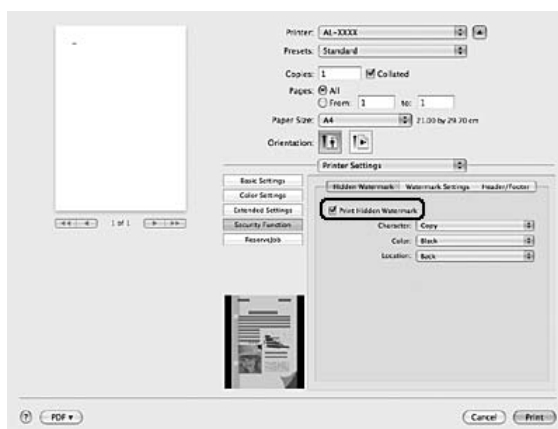 Printer: AL-XXXX
Presets: Standard
Copies: 1 Collated
Pages: All
From: 1 to: 1
Paper Size: A4 21.00 by 29.70 cm
Orientation:
Printer Settings
Basic Settings
Color Settings
Extended Settings
Security Function
ReserveJob
Hidden Watermark Watermark Settings Header/Footer
Print Hidden Watermark
Character: Copy
Color: Black
Location: Back
1 of 1
? PDF Cancel Print